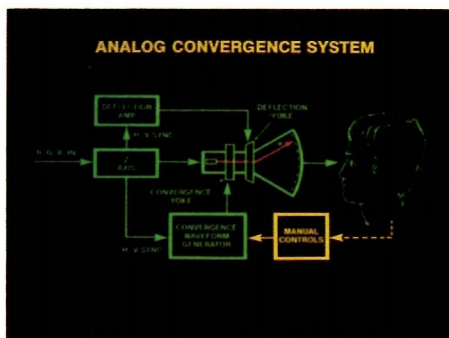 ANALOG CONVERGENCE SYSTEM
DEFLECTION
AMP
DEFLECTION
YOKE
H, V SYNC
R, G, B, IN
Z
AXIS
CONVERGENCE
YOKE
CONVERGENCE
WAVEFORM
GENERATOR
MANUAL
CONTROLS
H, V SYNC